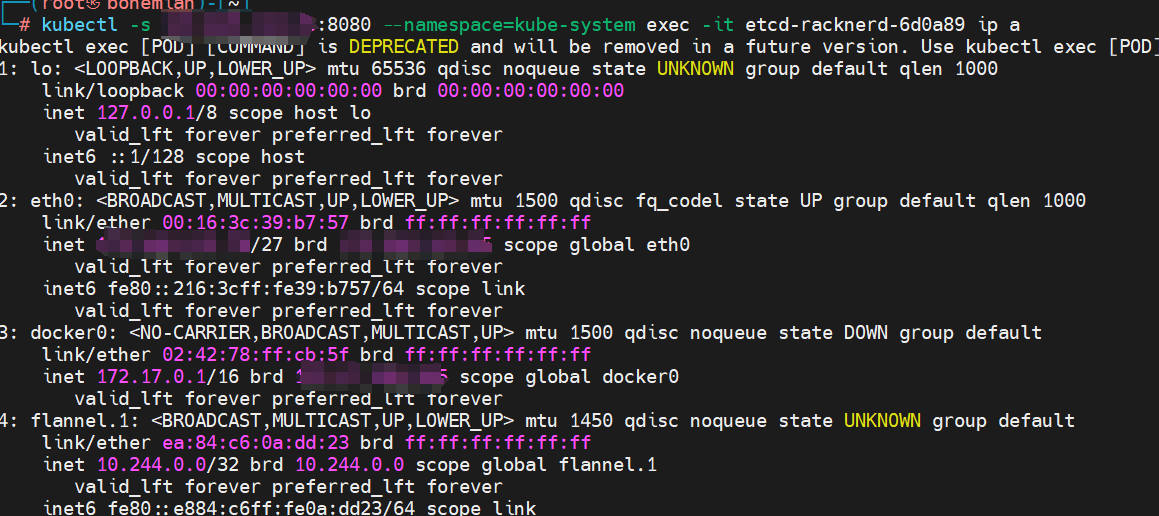 (root㉿bohemian)-[~]
# kubectl -s :8080 --namespace=kube-system exec -it etcd-racknerd-6d0a89 ip a
kubectl exec [POD] [COMMAND] is DEPRECATED and will be removed in a future version. Use kubectl exec [POD]
1: lo: <LOOPBACK,UP,LOWER_UP> mtu 65536 qdisc noqueue state UNKNOWN group default qlen 1000
link/loopback 00:00:00:00:00:00 brd 00:00:00:00:00:00
inet 127.0.0.1/8 scope host lo
valid_lft forever preferred_lft forever
inet6 ::1/128 scope host
valid_lft forever preferred_lft forever
2: eth0: <BROADCAST,MULTICAST,UP,LOWER_UP> mtu 1500 qdisc fq_codel state UP group default qlen 1000
link/ether 00:16:3c:39:b7:57 brd ff:ff:ff:ff:ff:ff
inet /27 brd scope global eth0
valid_lft forever preferred_lft forever
inet6 fe80::216:3cff:fe39:b757/64 scope link
valid_lft forever preferred_lft forever
3: docker0: <NO-CARRIER,BROADCAST,MULTICAST,UP> mtu 1500 qdisc noqueue state DOWN group default
link/ether 02:42:78:ff:cb:5f brd ff:ff:ff:ff:ff:ff
inet 172.17.0.1/16 brd scope global docker0
valid_lft forever preferred_lft forever
4: flannel.1: <BROADCAST,MULTICAST,UP,LOWER_UP> mtu 1450 qdisc noqueue state UNKNOWN group default
link/ether ea:84:c6:0a:dd:23 brd ff:ff:ff:ff:ff:ff
inet 10.244.0.0/32 brd 10.244.0.0 scope global flannel.1
valid_lft forever preferred_lft forever
inet6 fe80::e884:c6ff:fe0a:dd23/64 scope link